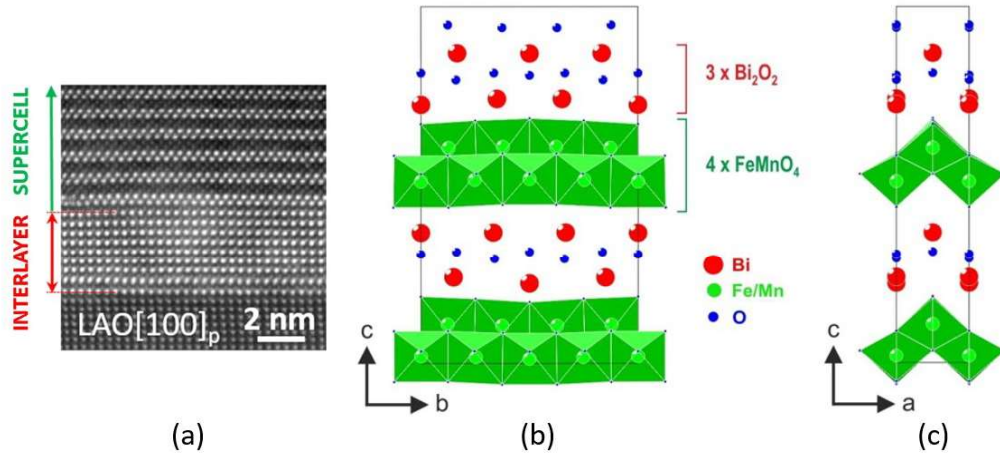 SUPERCELL
INTERLAYER
LAO[100]p
2 nm
(a)
3 x Bi₂O₂
4 x FeMnO₄
Bi
Fe/Mn
O
c
b
(b)
c
a
(c)